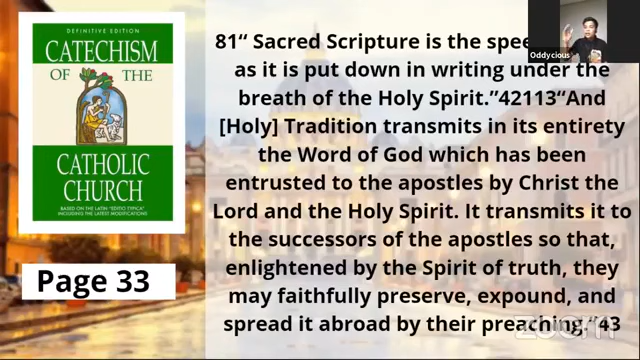 DEFINITIVE EDITION
CATECHISM
OF THE
CATHOLIC
CHURCH
BASED ON THE LATIN "EDITIO TYPICA"
INCLUDING THE LATEST MODIFICATIONS
Page 33
81“ Sacred Scripture is the
as it is put down in writing under the
breath of the Holy Spirit.”42113“And
[Holy] Tradition transmits in its entirety
the Word of God which has been
entrusted to the apostles by Christ the
Lord and the Holy Spirit. It transmits it to
the successors of the apostles so that,
enlightened by the Spirit of truth, they
may faithfully preserve, expound, and
spread it abroad by their preaching.“43
Oddycious
zoom